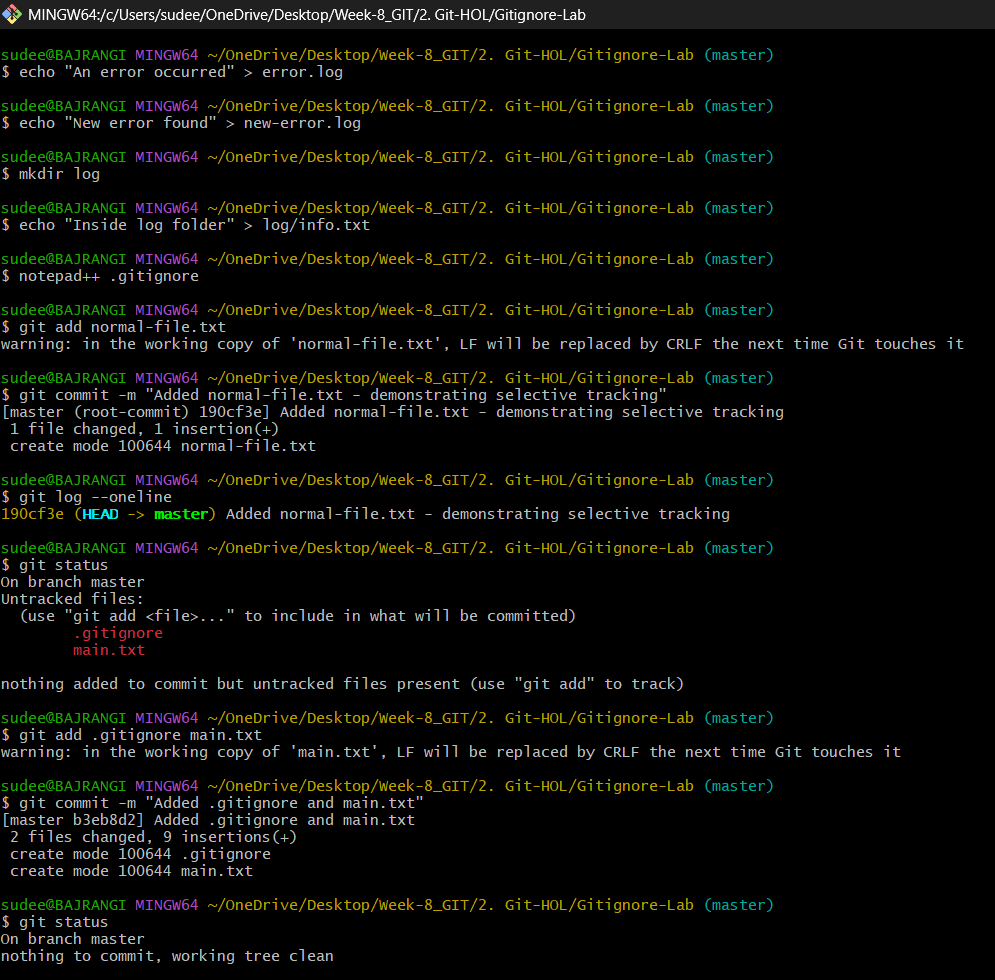 MINGW64:/c/Users/sudee/OneDrive/Desktop/Week-8_GIT/2. Git-HOL/Gitignore-Lab
sudee@BAJRANGI MINGW64 ~/OneDrive/Desktop/Week-8_GIT/2. Git-HOL/Gitignore-Lab (master)
$ echo "An error occurred" > error.log
sudee@BAJRANGI MINGW64 ~/OneDrive/Desktop/Week-8_GIT/2. Git-HOL/Gitignore-Lab (master)
$ echo "New error found" > new-error.log
sudee@BAJRANGI MINGW64 ~/OneDrive/Desktop/Week-8_GIT/2. Git-HOL/Gitignore-Lab (master)
$ mkdir log
sudee@BAJRANGI MINGW64 ~/OneDrive/Desktop/Week-8_GIT/2. Git-HOL/Gitignore-Lab (master)
$ echo "Inside log folder" > log/info.txt
sudee@BAJRANGI MINGW64 ~/OneDrive/Desktop/Week-8_GIT/2. Git-HOL/Gitignore-Lab (master)
$ notepad++ .gitignore
sudee@BAJRANGI MINGW64 ~/OneDrive/Desktop/Week-8_GIT/2. Git-HOL/Gitignore-Lab (master)
$ git add normal-file.txt
warning: in the working copy of 'normal-file.txt', LF will be replaced by CRLF the next time Git touches it
sudee@BAJRANGI MINGW64 ~/OneDrive/Desktop/Week-8_GIT/2. Git-HOL/Gitignore-Lab (master)
$ git commit -m "Added normal-file.txt - demonstrating selective tracking"
[master (root-commit) 190cf3e] Added normal-file.txt - demonstrating selective tracking
1 file changed, 1 insertion(+)
create mode 100644 normal-file.txt
sudee@BAJRANGI MINGW64 ~/OneDrive/Desktop/Week-8_GIT/2. Git-HOL/Gitignore-Lab (master)
$ git log --oneline
190cf3e (HEAD -> master) Added normal-file.txt - demonstrating selective tracking
sudee@BAJRANGI MINGW64 ~/OneDrive/Desktop/Week-8_GIT/2. Git-HOL/Gitignore-Lab (master)
$ git status
On branch master
Untracked files:
(use "git add <file>..." to include in what will be committed)
.gitignore
main.txt
nothing added to commit but untracked files present (use "git add" to track)
sudee@BAJRANGI MINGW64 ~/OneDrive/Desktop/Week-8_GIT/2. Git-HOL/Gitignore-Lab (master)
$ git add .gitignore main.txt
warning: in the working copy of 'main.txt', LF will be replaced by CRLF the next time Git touches it
sudee@BAJRANGI MINGW64 ~/OneDrive/Desktop/Week-8_GIT/2. Git-HOL/Gitignore-Lab (master)
$ git commit -m "Added .gitignore and main.txt"
[master b3eb8d2] Added .gitignore and main.txt
2 files changed, 9 insertions(+)
create mode 100644 .gitignore
create mode 100644 main.txt
sudee@BAJRANGI MINGW64 ~/OneDrive/Desktop/Week-8_GIT/2. Git-HOL/Gitignore-Lab (master)
$ git status
On branch master
nothing to commit, working tree clean